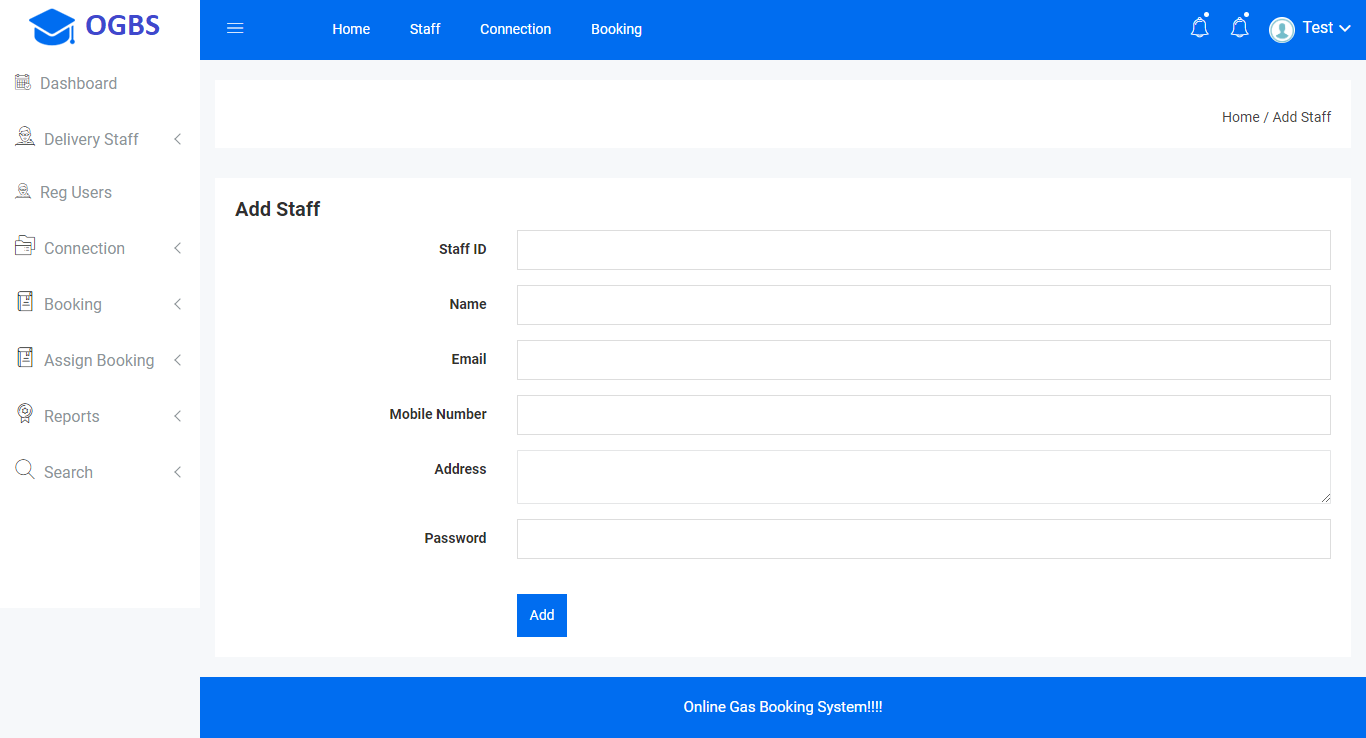 OGBS
Home Staff Connection Booking
Test
Dashboard
Delivery Staff
Reg Users
Connection
Booking
Assign Booking
Reports
Search
Home / Add Staff
Add Staff
Staff ID
Name
Email
Mobile Number
Address
Password
Add
Online Gas Booking System!!!!